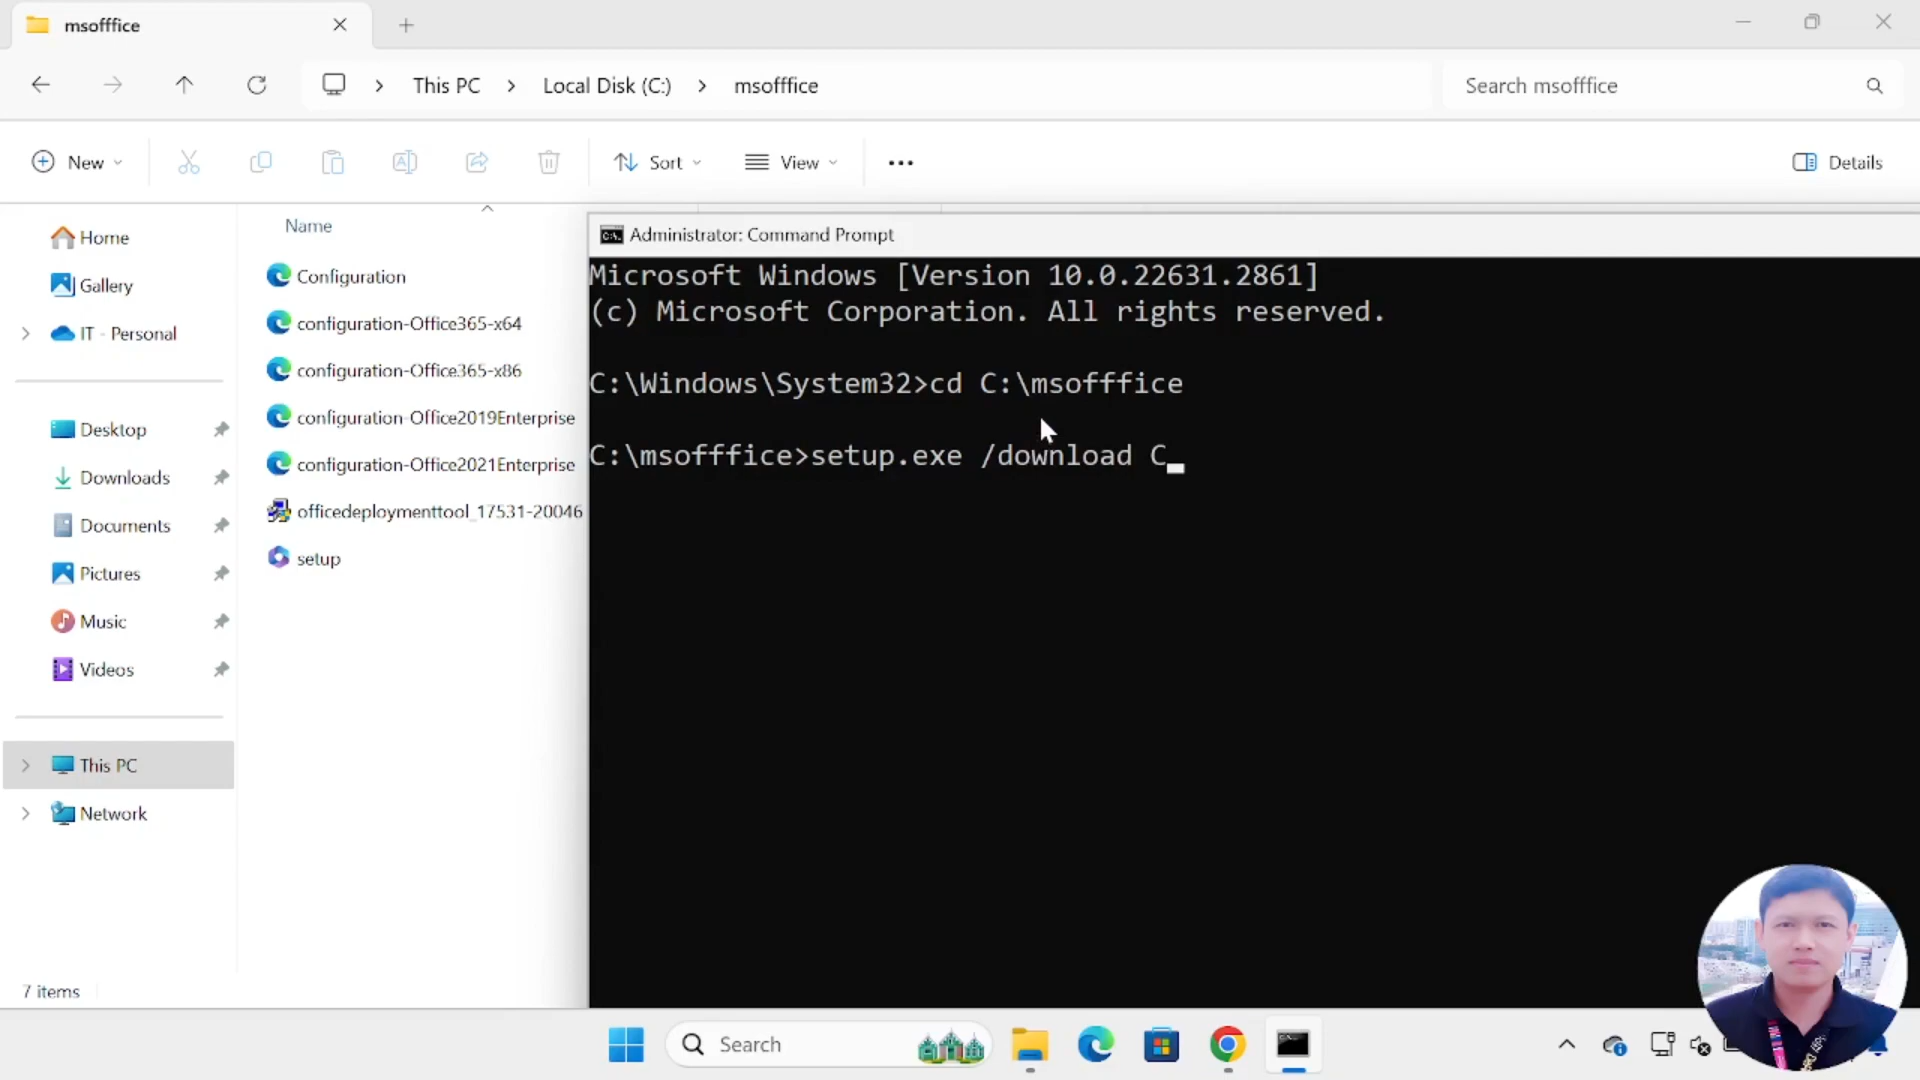 msofffice
This PC
Local Disk (C:)
msofffice
Search msofffice
New
Sort
View
Details
Home
Gallery
IT - Personal
Desktop
Downloads
Documents
Pictures
Music
Videos
This PC
Network
Name
Configuration
configuration-Office365-x64
configuration-Office365-x86
configuration-Office2019Enterprise
configuration-Office2021Enterprise
officedeploymenttool_17531-20046
setup
Administrator: Command Prompt
Microsoft Windows [Version 10.0.22631.2861]
(c) Microsoft Corporation. All rights reserved.
C:\Windows\System32>cd C:\msofffice
C:\msofffice>setup.exe /download C_
7 items
Search